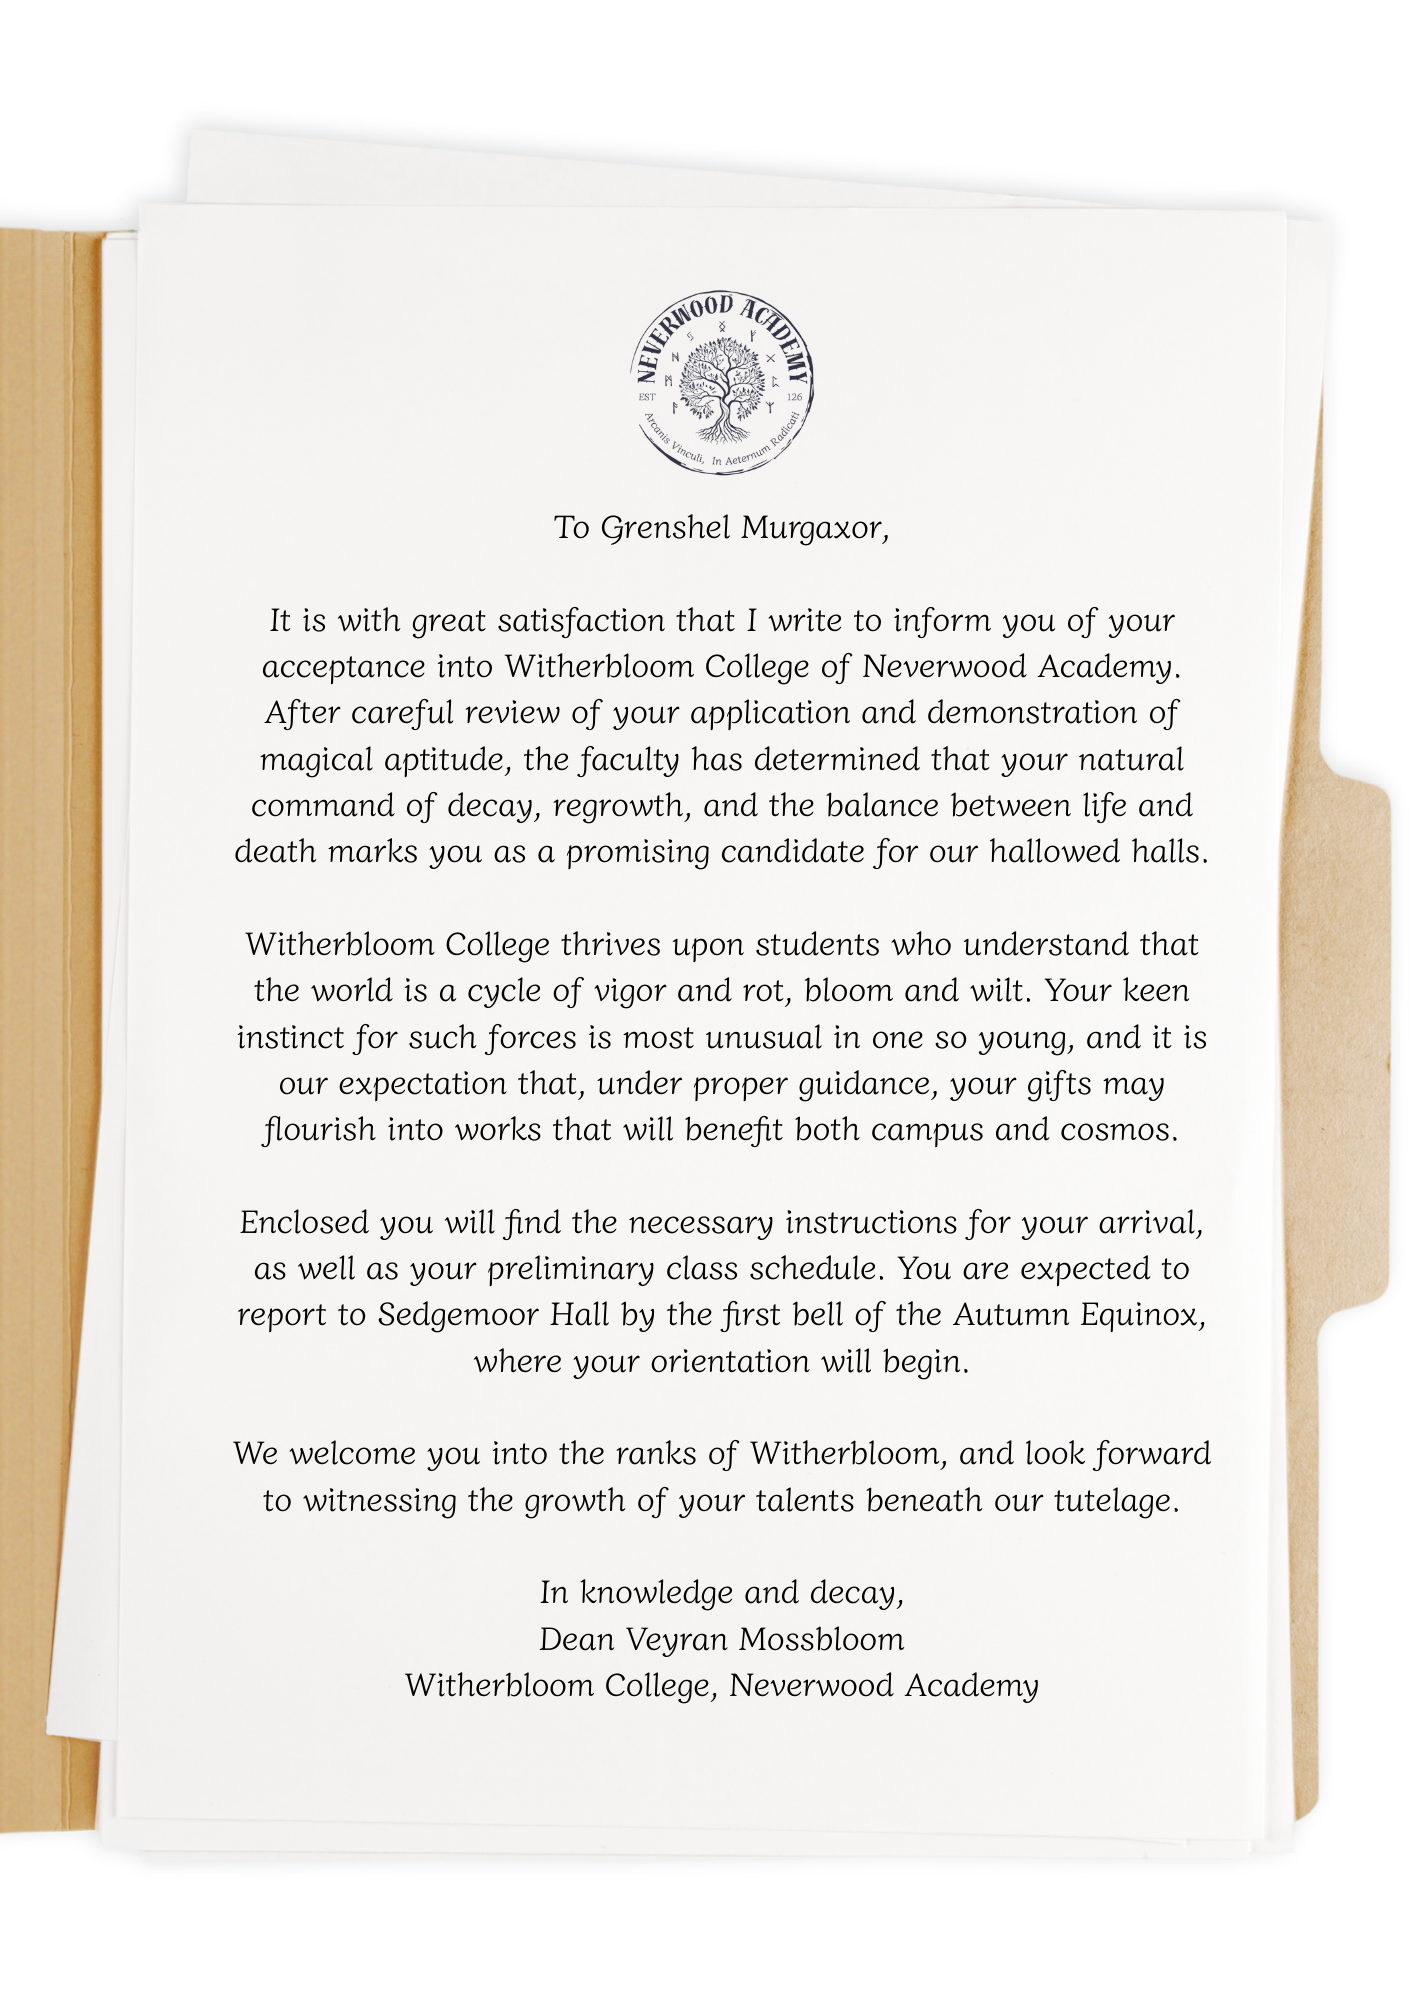 NEVERWOOD ACADEMY
EST 126
Arcanis Vinculi, In Aeternum Radicati
To Grenshel Murgaxor,
It is with great satisfaction that I write to inform you of your
acceptance into Witherbloom College of Neverwood Academy.
After careful review of your application and demonstration of
magical aptitude, the faculty has determined that your natural
command of decay, regrowth, and the balance between life and
death marks you as a promising candidate for our hallowed halls.
Witherbloom College thrives upon students who understand that
the world is a cycle of vigor and rot, bloom and wilt. Your keen
instinct for such forces is most unusual in one so young, and it is
our expectation that, under proper guidance, your gifts may
flourish into works that will benefit both campus and cosmos.
Enclosed you will find the necessary instructions for your arrival,
as well as your preliminary class schedule. You are expected to
report to Sedgemoor Hall by the first bell of the Autumn Equinox,
where your orientation will begin.
We welcome you into the ranks of Witherbloom, and look forward
to witnessing the growth of your talents beneath our tutelage.
In knowledge and decay,
Dean Veyran Mossbloom
Witherbloom College, Neverwood Academy